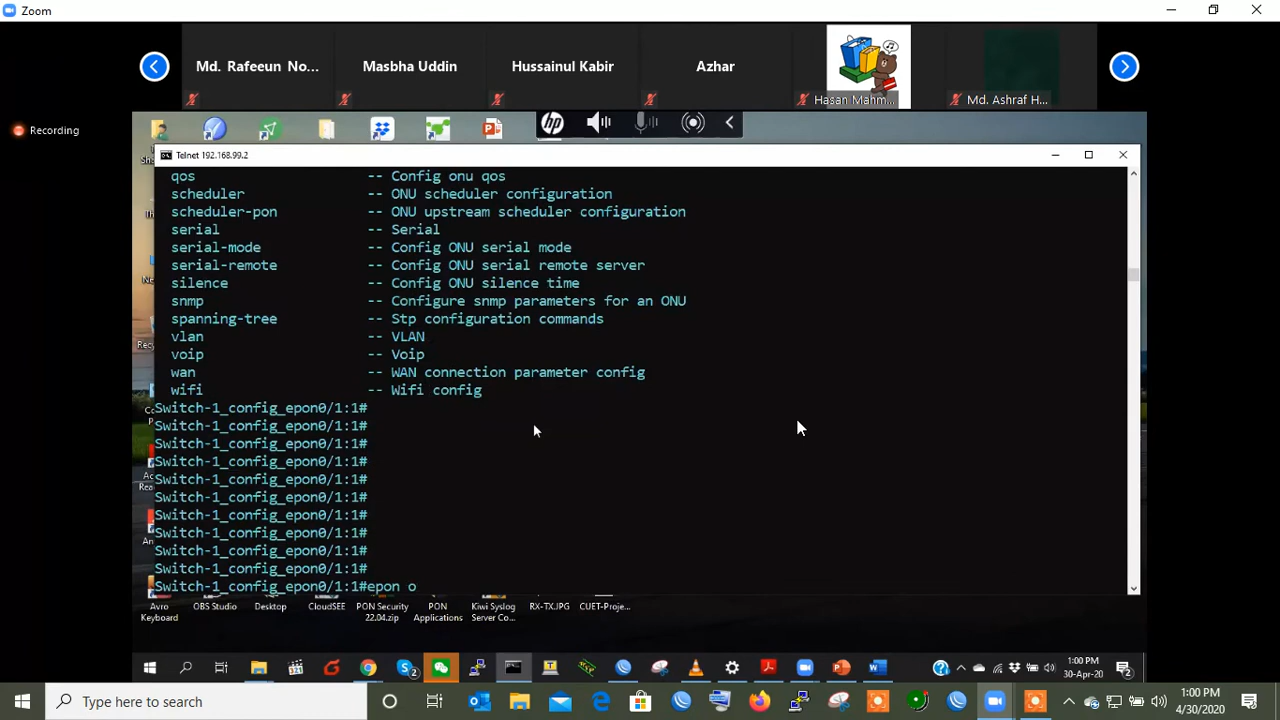 Zoom
Md. Rafeeun No...
Masbha Uddin
Hussainul Kabir
Azhar
Hasan Mahm...
Md. Ashraf H...
Recording
hp
Telnet 192.168.99.2
qos -- Config onu qos
scheduler -- ONU scheduler configuration
scheduler-pon -- ONU upstream scheduler configuration
serial -- Serial
serial-mode -- Config ONU serial mode
serial-remote -- Config ONU serial remote server
silence -- Config ONU silence time
snmp -- Configure snmp parameters for an ONU
spanning-tree -- Stp configuration commands
vlan -- VLAN
voip -- Voip
wan -- WAN connection parameter config
wifi -- Wifi config
Switch-1_config_epon0/1:1#
Switch-1_config_epon0/1:1#
Switch-1_config_epon0/1:1#
Switch-1_config_epon0/1:1#
Switch-1_config_epon0/1:1#
Switch-1_config_epon0/1:1#
Switch-1_config_epon0/1:1#
Switch-1_config_epon0/1:1#
Switch-1_config_epon0/1:1#
Switch-1_config_epon0/1:1#
Switch-1_config_epon0/1:1#epon o
Avro Keyboard
OBS Studio
Desktop
CloudSEE
PON Security 22.04.zip
PON Applications
Kiwi Syslog Server Co...
RX-TX.JPG
CUET-Proje...
1:00 PM
30-Apr-20
Type here to search
1:00 PM
4/30/2020